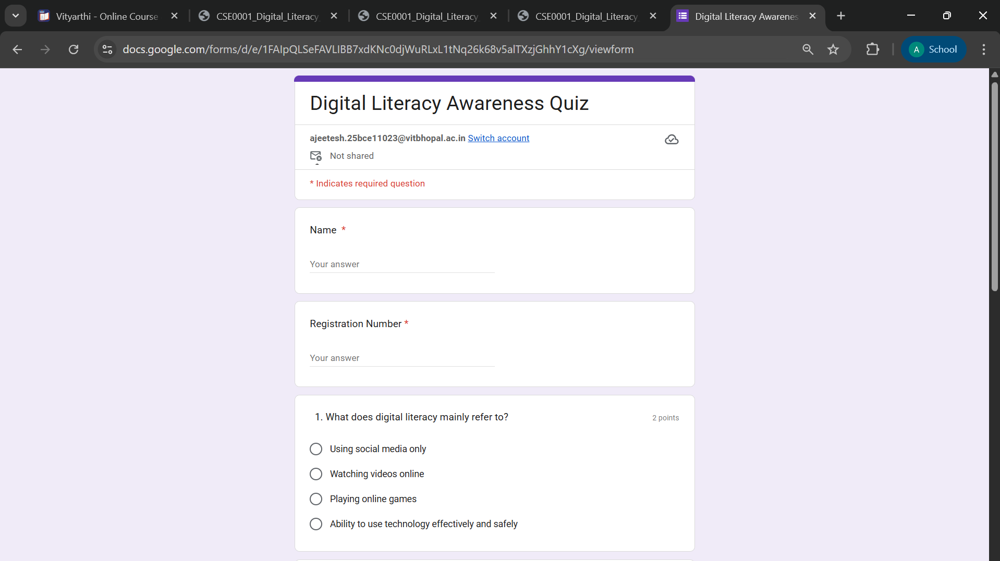 Vityarthi - Online Course
CSE0001_Digital_Literacy_
CSE0001_Digital_Literacy_
CSE0001_Digital_Literacy_
Digital Literacy Awarenes
docs.google.com/forms/d/e/1FAIpQLSeFAVLIBB7xdKNc0djWuRLxL1tNq26k68v5alTXzjGhhY1cXg/viewform
A School
Digital Literacy Awareness Quiz
ajeetesh.25bce11023@vitbhopal.ac.in Switch account
Not shared
* Indicates required question
Name *
Your answer
Registration Number *
Your answer
1. What does digital literacy mainly refer to?
2 points
Using social media only
Watching videos online
Playing online games
Ability to use technology effectively and safely